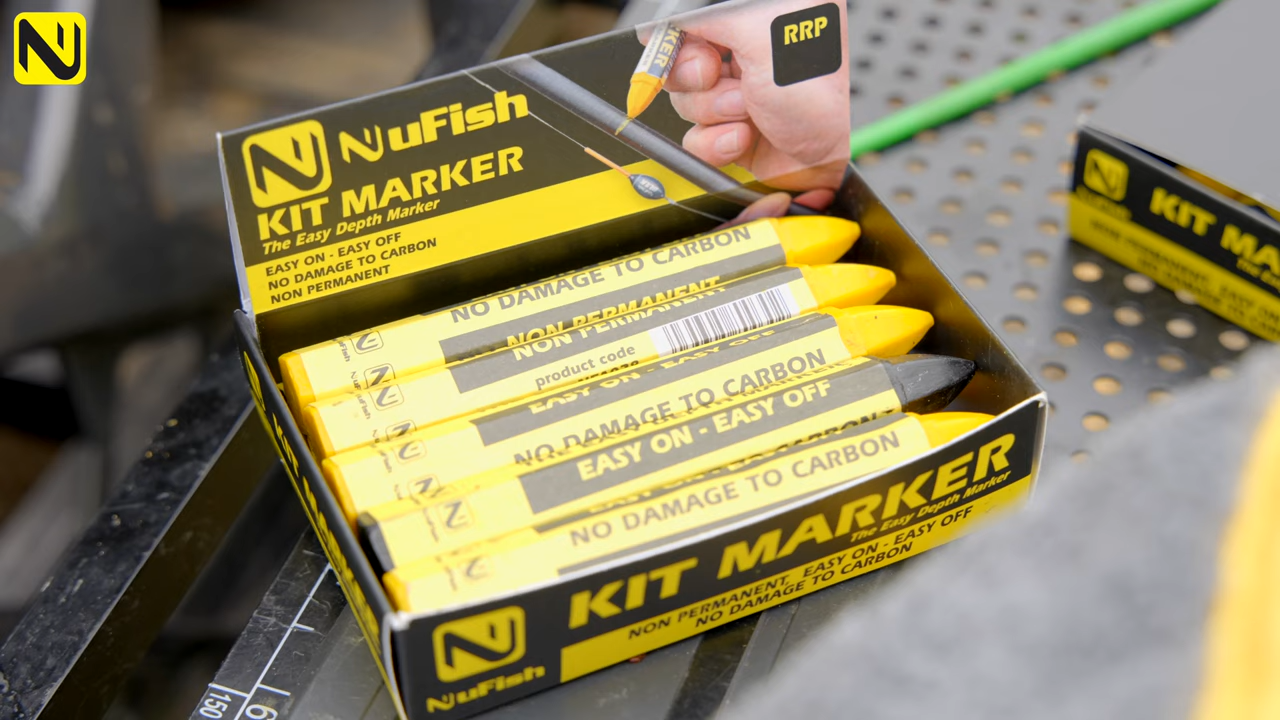 RRP
NuFish
KIT MARKER
The Easy Depth Marker
EASY ON - EASY OFF
NO DAMAGE TO CARBON
NON PERMANENT
NO DAMAGE TO CARBON
NON PERMANENT
NON PERMANENT
product code
EASY ON - EASY OFF
NO DAMAGE TO CARBON
EASY ON - EASY OFF
NO DAMAGE TO CARBON
KIT MARKER
The Easy Depth Marker
NON PERMANENT, EASY ON - EASY OFF
NO DAMAGE TO CARBON
NuFish
KIT MA
150